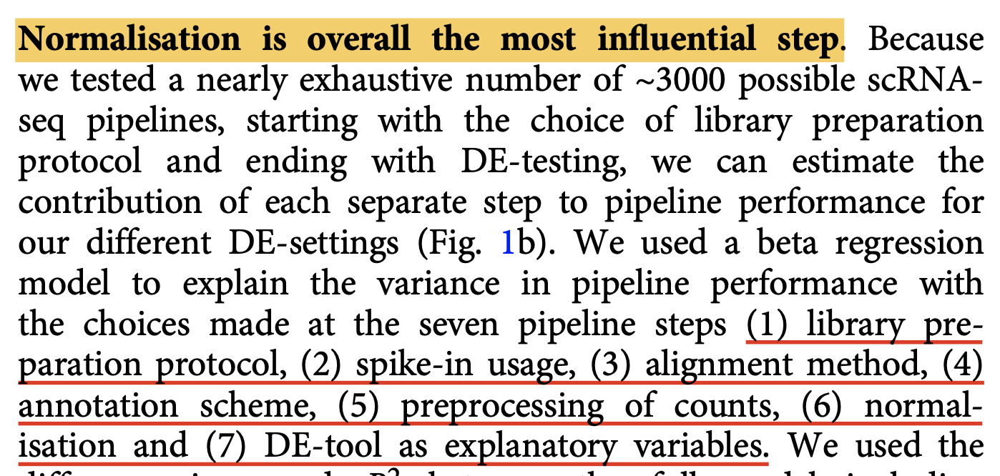 Normalisation is overall the most influential step. Because
we tested a nearly exhaustive number of ~3000 possible scRNA-
seq pipelines, starting with the choice of library preparation
protocol and ending with DE-testing, we can estimate the
contribution of each separate step to pipeline performance for
our different DE-settings (Fig. 1b). We used a beta regression
model to explain the variance in pipeline performance with
the choices made at the seven pipeline steps (1) library pre-
paration protocol, (2) spike-in usage, (3) alignment method, (4)
annotation scheme, (5) preprocessing of counts, (6) normal-
isation and (7) DE-tool as explanatory variables. We used the